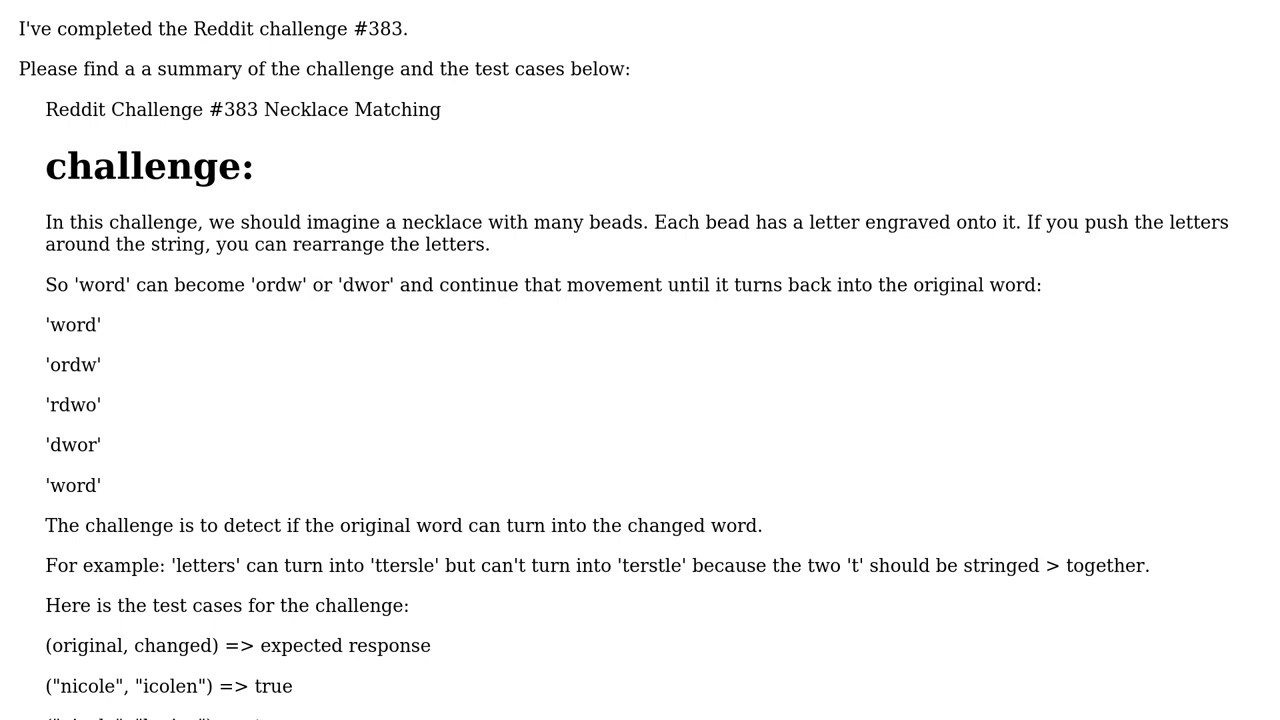 I've completed the Reddit challenge #383.
Please find a a summary of the challenge and the test cases below:
Reddit Challenge #383 Necklace Matching
challenge:
In this challenge, we should imagine a necklace with many beads. Each bead has a letter engraved onto it. If you push the letters
around the string, you can rearrange the letters.
So 'word' can become 'ordw' or 'dwor' and continue that movement until it turns back into the original word:
'word'
'ordw'
'rdwo'
'dwor'
'word'
The challenge is to detect if the original word can turn into the changed word.
For example: 'letters' can turn into 'ttersle' but can't turn into 'terstle' because the two 't' should be stringed > together.
Here is the test cases for the challenge:
(original, changed) => expected response
("nicole", "icolen") => true